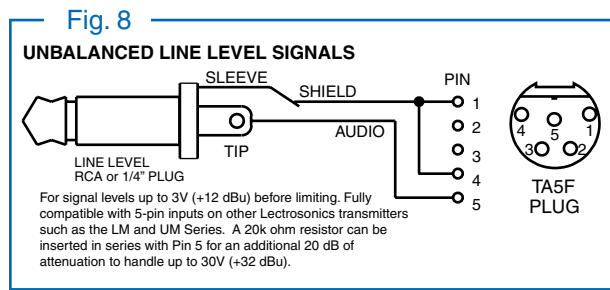 Fig. 8
UNBALANCED LINE LEVEL SIGNALS
SLEEVE
SHIELD
PIN
1
2
3
4
5
AUDIO
TIP
LINE LEVEL
RCA or 1/4" PLUG
4
5
1
3
2
TA5F
PLUG
For signal levels up to 3V (+12 dBu) before limiting. Fully
compatible with 5-pin inputs on other Lectrosonics transmitters
such as the LM and UM Series.  A 20k ohm resistor can be
inserted in series with Pin 5 for an additional 20 dB of
attenuation to handle up to 30V (+32 dBu).